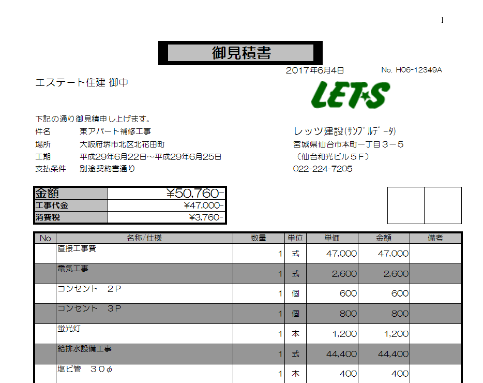 1
御見積書
2017年6月4日　No. H06-12349A
エステート住建 御中
LETS
下記の通り御見積申し上げます。
件名　東アパート補修工事
場所　大阪府堺市北区北花田町
工期　平成29年6月22日～平成29年6月25日
支払条件　別途契約書通り
レッツ建設(ｻﾝﾌﾟﾙﾃﾞｰﾀ)
宮城県仙台市本町一丁目3－5
（仙台和光ビル5F）
022-224-7205
金額　¥50,760-
工事代金　¥47,000-
消費税　¥3,760-
No　名称/仕様　数量　単位　単価　金額　備考
直接工事費　1　式　47,000　47,000
電気工事　1　式　2,600　2,600
コンセント　2P　1　個　600　600
コンセント　3P　1　個　800　800
蛍光灯　1　本　1,200　1,200
給排水設備工事　1　式　44,400　44,400
塩ビ管　30φ　1　本　400　400